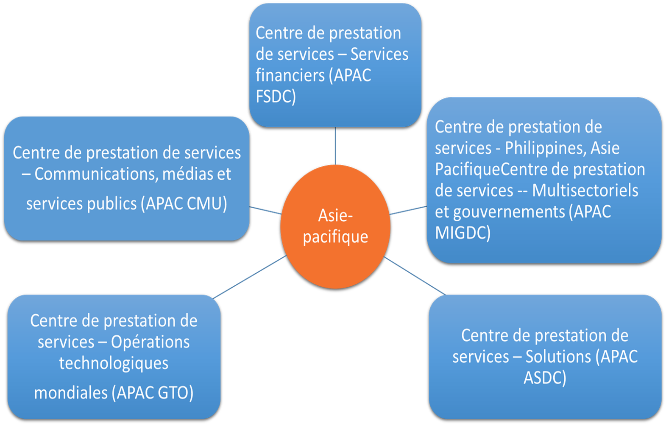 Centre de prestation
de services – Services
financiers (APAC
FSDC)
Centre de prestation de services
– Communications, médias et
services publics (APAC CMU)
Centre de prestation de
services - Philippines, Asie
PacifiqueCentre de prestation
de services -- Multisectoriels
et gouvernements (APAC
MIGDC)
Asie-
pacifique
Centre de prestation de
services – Opérations
technologiques
mondiales (APAC GTO)
Centre de prestation de
services – Solutions (APAC
ASDC)